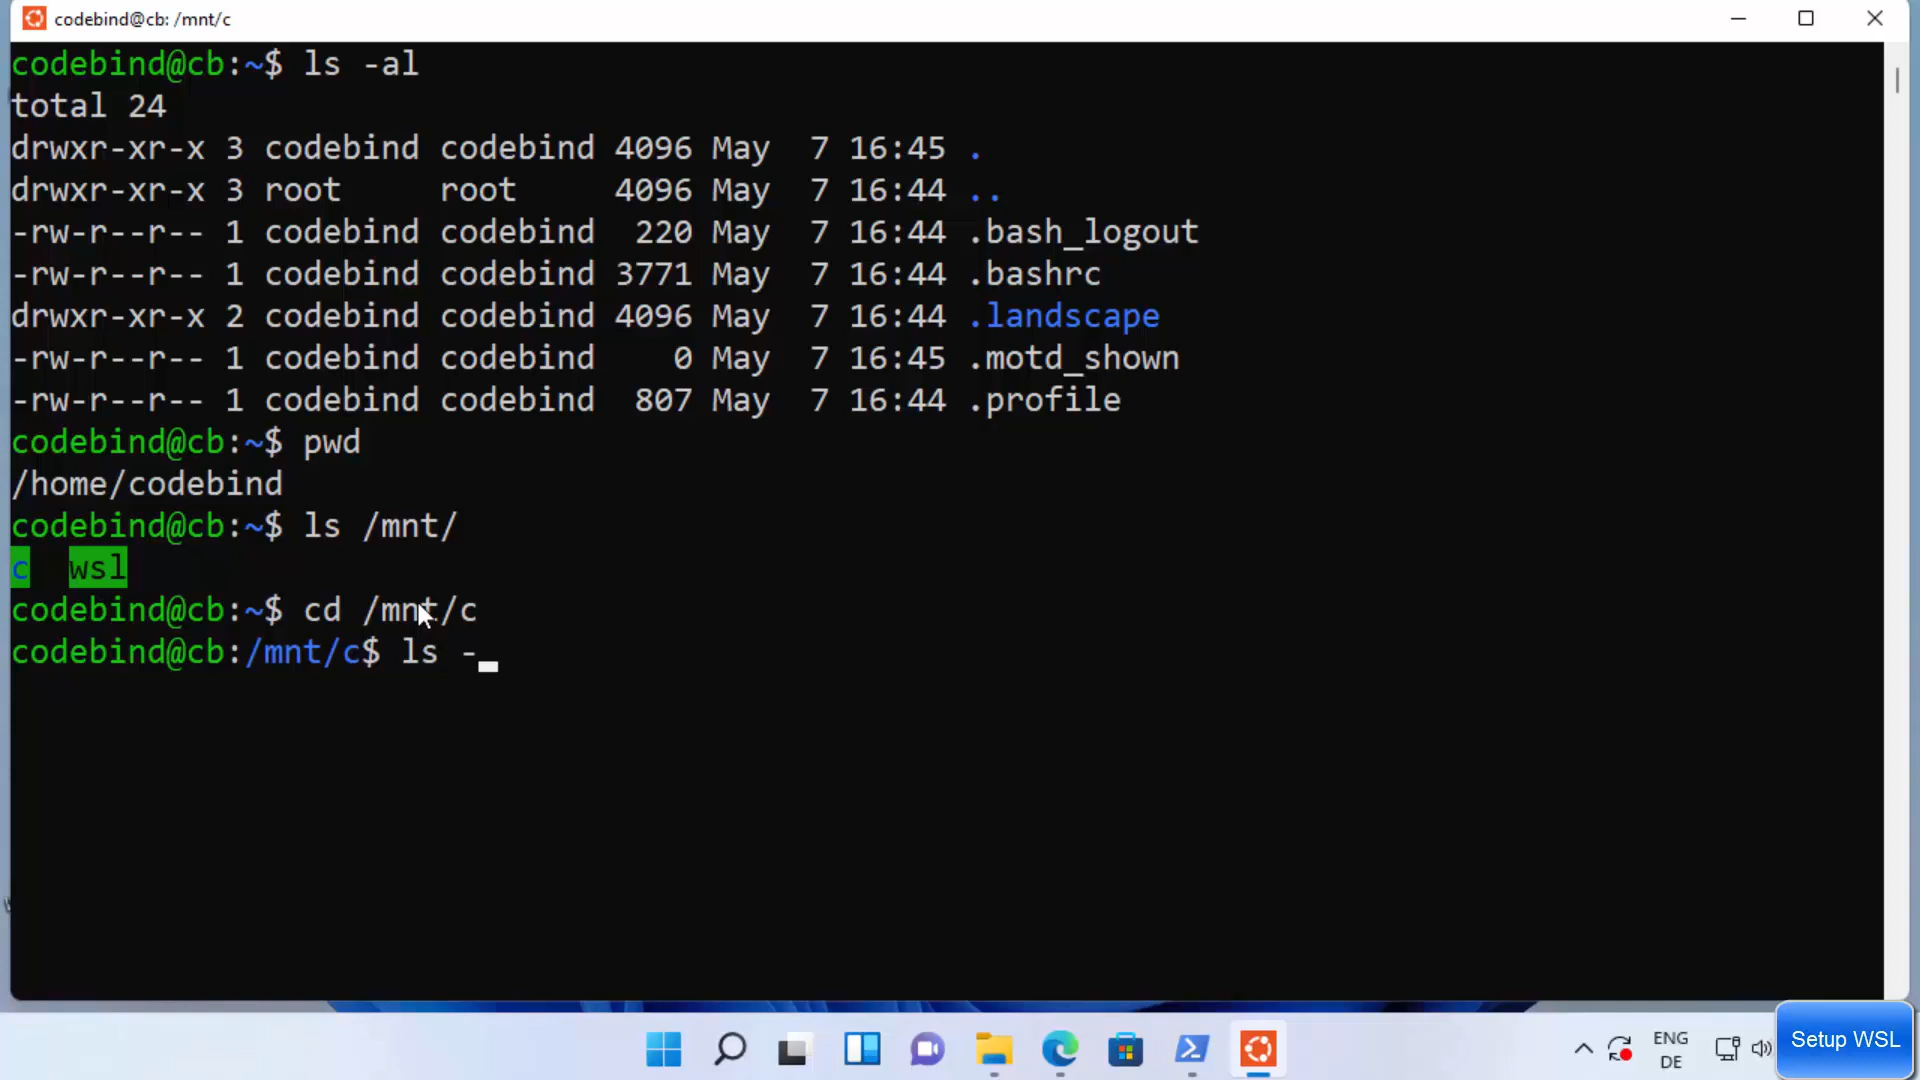 codebind@cb: /mnt/c
codebind@cb:~$ ls -al
total 24
drwxr-xr-x 3 codebind codebind 4096 May  7 16:45 .
drwxr-xr-x 3 root     root     4096 May  7 16:44 ..
-rw-r--r-- 1 codebind codebind  220 May  7 16:44 .bash_logout
-rw-r--r-- 1 codebind codebind 3771 May  7 16:44 .bashrc
drwxr-xr-x 2 codebind codebind 4096 May  7 16:44 .landscape
-rw-r--r-- 1 codebind codebind    0 May  7 16:45 .motd_shown
-rw-r--r-- 1 codebind codebind  807 May  7 16:44 .profile
codebind@cb:~$ pwd
/home/codebind
codebind@cb:~$ ls /mnt/
c  wsl
codebind@cb:~$ cd /mnt/c
codebind@cb:/mnt/c$ ls -
ENG
DE
Setup WSL